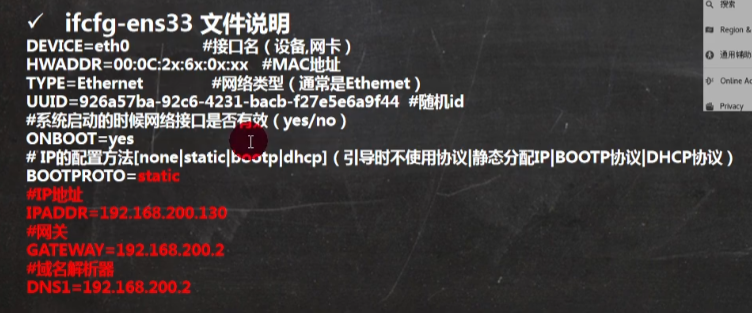 ✓ ifcfg-ens33 文件说明
DEVICE=eth0 #接口名（设备,网卡）
HWADDR=00:0C:2x:6x:0x:xx #MAC地址
TYPE=Ethernet #网络类型（通常是Ethemet）
UUID=926a57ba-92c6-4231-bacb-f27e5e6a9f44 #随机id
#系统启动的时候网络接口是否有效（yes/no）
ONBOOT=yes
# IP的配置方法[none|static|bootp|dhcp]（引导时不使用协议|静态分配IP|BOOTP协议|DHCP协议）
BOOTPROTO=static
#IP地址
IPADDR=192.168.200.130
#网关
GATEWAY=192.168.200.2
#域名解析器
DNS1=192.168.200.2
搜索
Region &
通用辅助
Online Ac
Privacy